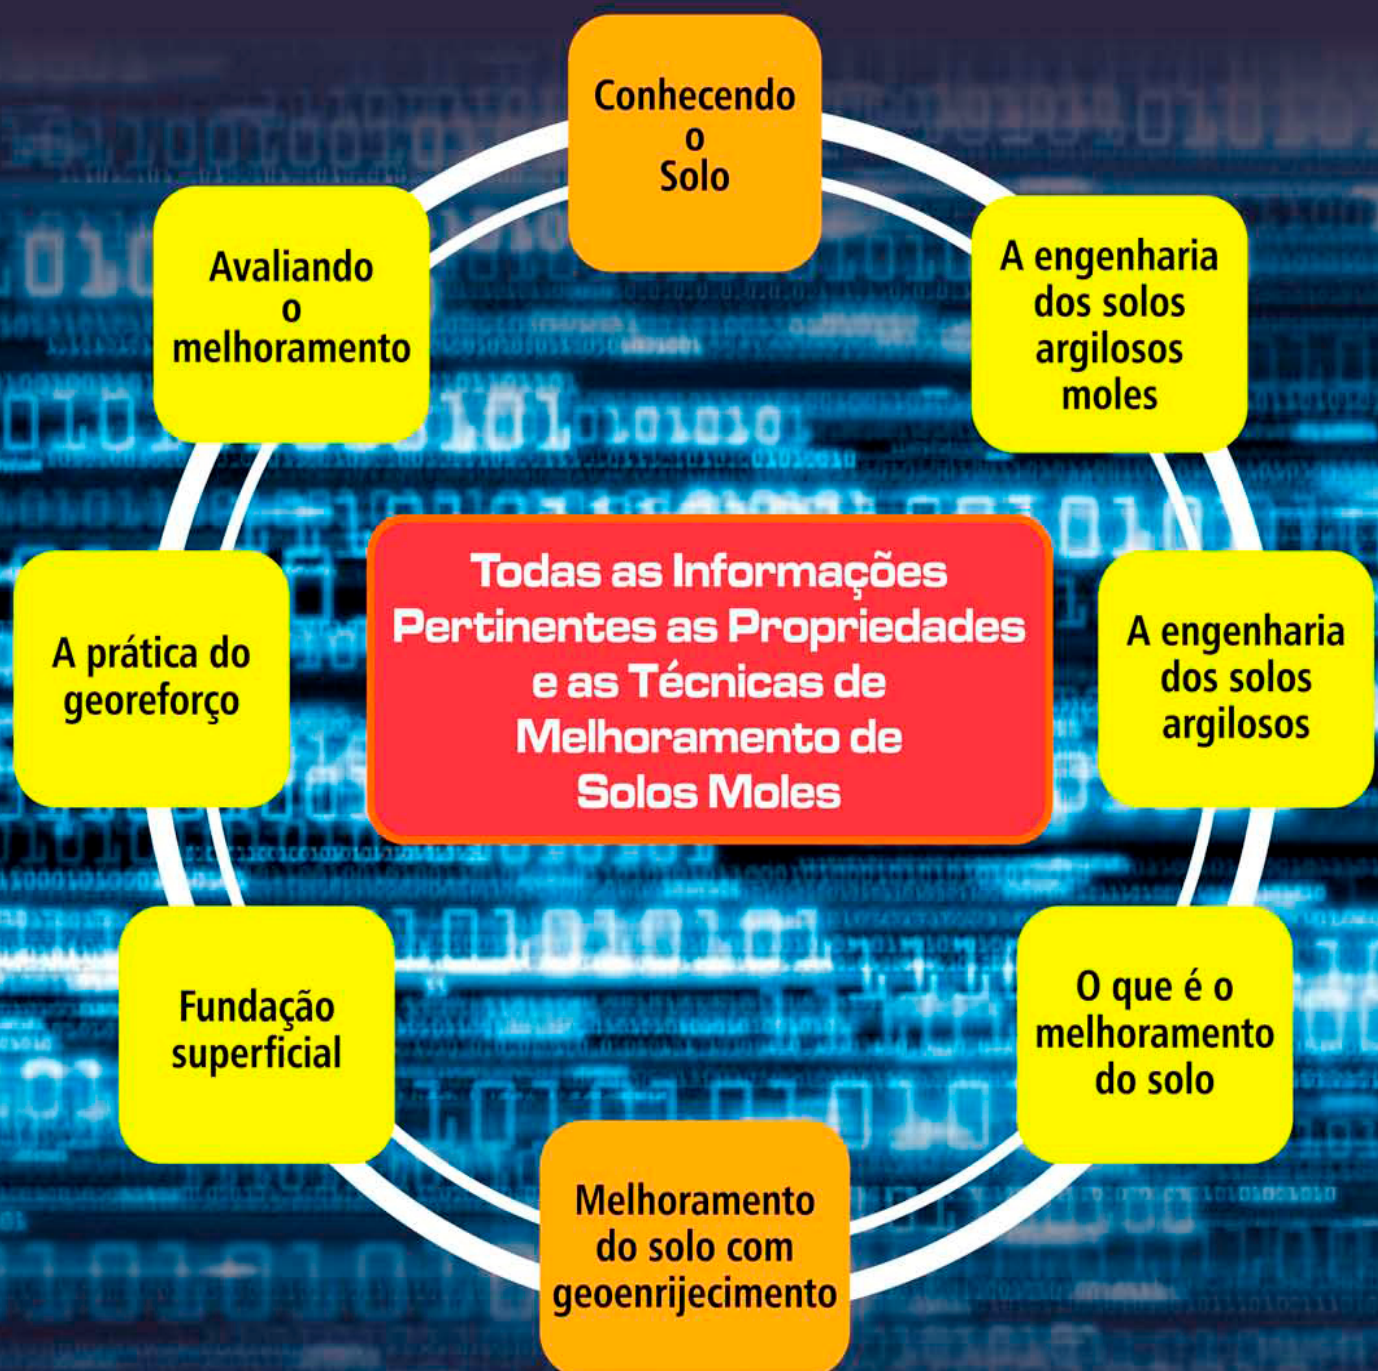 Conhecendo
o
Solo
A engenharia
dos solos
argilosos
moles
A engenharia
dos solos
argilosos
O que é o
melhoramento
do solo
Melhoramento
do solo com
geoenrijecimento
Fundação
superficial
A prática do
georeforço
Avaliando
o
melhoramento
Todas as Informações
Pertinentes as Propriedades
e as Técnicas de
Melhoramento de
Solos Moles